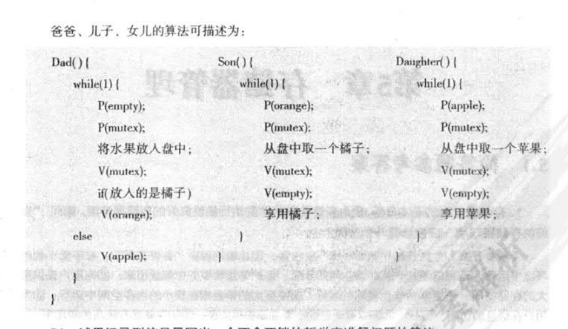 爸爸、儿子、女儿的算法可描述为:
Dad(){ Son(){ Daughter(){
while(1){ while(1){ while(1){
P(empty); P(orange); P(apple);
P(mutex); P(mutex); P(mutex);
将水果放入盘中; 从盘中取一个橘子; 从盘中取一个苹果;
V(mutex); V(mutex); V(mutex);
if(放入的是橘子) V(empty); V(empty);
V(orange); 享用橘子; 享用苹果;
else } }
V(apple); } }
}
}